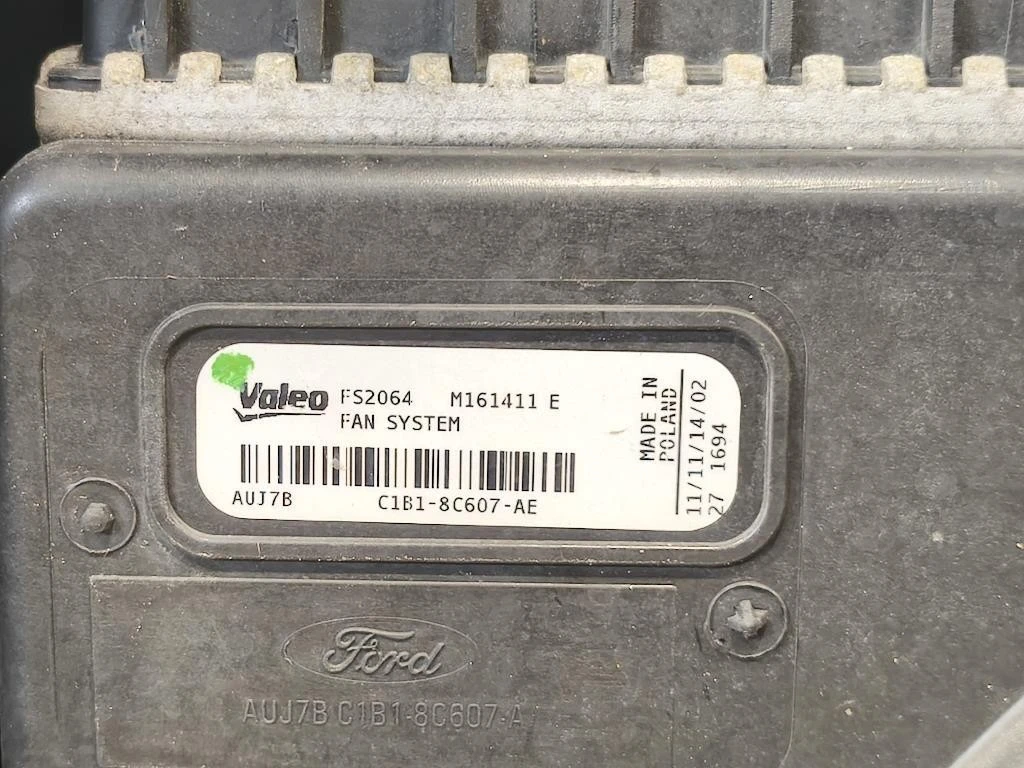 Valeo FS2064 M161411 E
FAN SYSTEM
AUJ7B C1B1-8C607-AE
MADE IN
POLAND
11/11/14/02
27 1694
Ford
AUJ7B C1B1-8C607-A